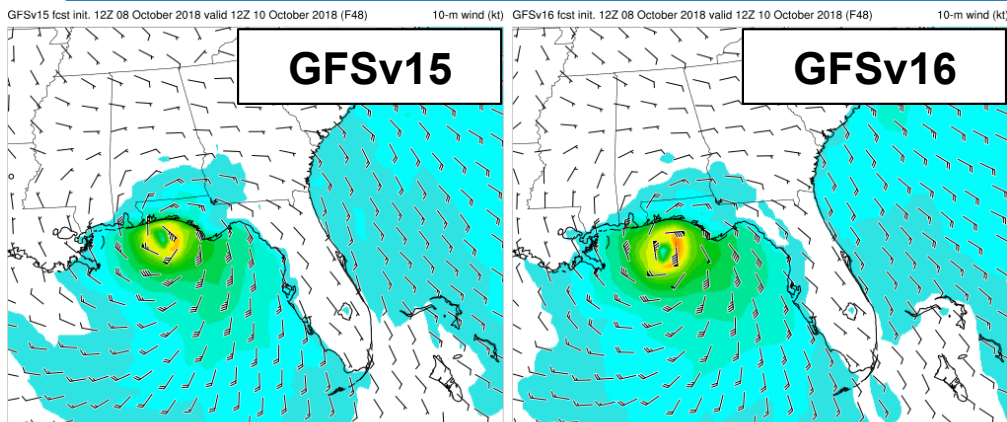 GFSv15 fcst init. 12Z 08 October 2018 valid 12Z 10 October 2018 (F48) 10-m wind (kt)
GFSv15
GFSv16 fcst init. 12Z 08 October 2018 valid 12Z 10 October 2018 (F48) 10-m wind (kt)
GFSv16